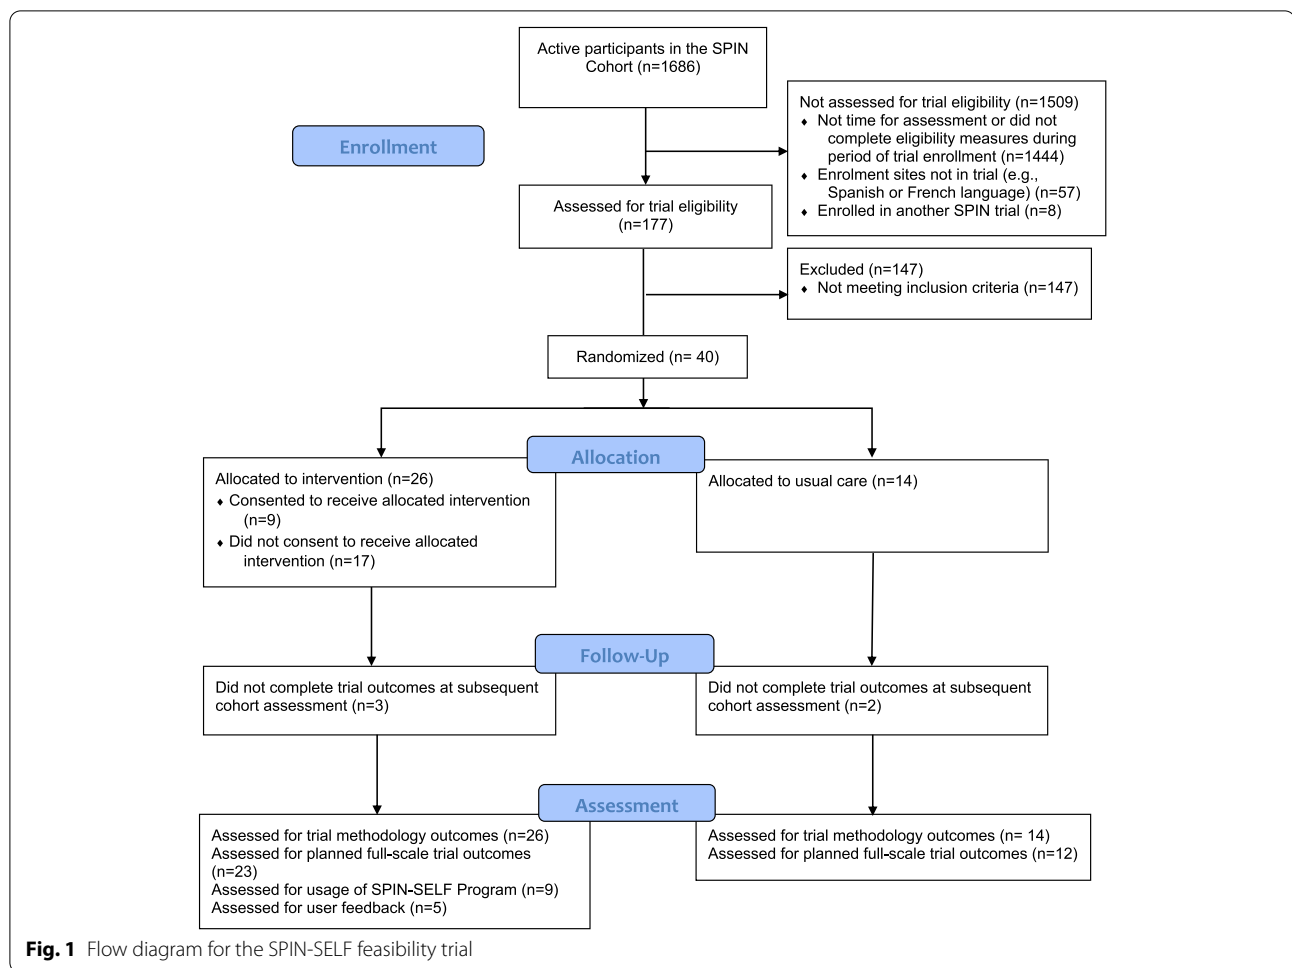 Active participants in the SPIN
Cohort (n=1686)
Not assessed for trial eligibility (n=1509)
♦ Not time for assessment or did not
complete eligibility measures during
period of trial enrollment (n=1444)
♦ Enrolment sites not in trial (e.g.,
Spanish or French language) (n=57)
♦ Enrolled in another SPIN trial (n=8)
Enrollment
Assessed for trial eligibility
(n=177)
Excluded (n=147)
♦ Not meeting inclusion criteria (n=147)
Randomized (n= 40)
Allocation
Allocated to intervention (n=26)
♦ Consented to receive allocated intervention
(n=9)
♦ Did not consent to receive allocated
intervention (n=17)
Allocated to usual care (n=14)
Follow-Up
Did not complete trial outcomes at subsequent
cohort assessment (n=3)
Did not complete trial outcomes at subsequent
cohort assessment (n=2)
Assessment
Assessed for trial methodology outcomes (n=26)
Assessed for planned full-scale trial outcomes
(n=23)
Assessed for usage of SPIN-SELF Program (n=9)
Assessed for user feedback (n=5)
Assessed for trial methodology outcomes (n= 14)
Assessed for planned full-scale trial outcomes (n=12)
Fig. 1 Flow diagram for the SPIN-SELF feasibility trial